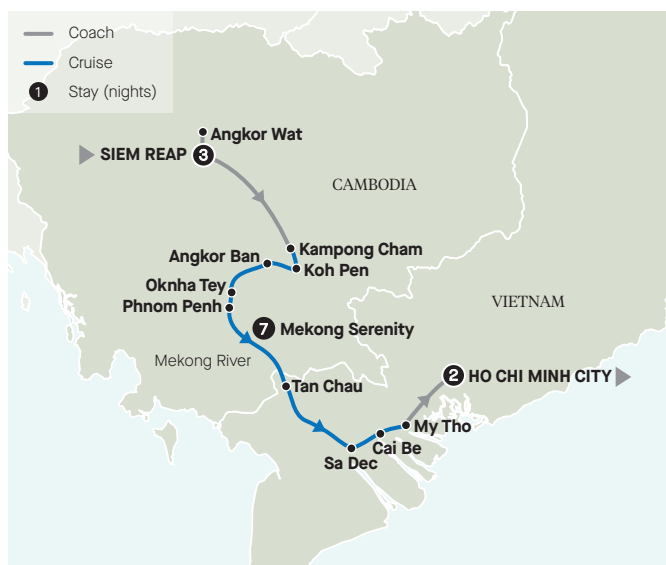 Coach
Cruise
1 Stay (nights)
Angkor Wat
SIEM REAP 3
CAMBODIA
Kampong Cham
Angkor Ban
Koh Pen
Oknha Tey
VIETNAM
Phnom Penh
7 Mekong Serenity
Mekong River
2 HO CHI MINH CITY
Tan Chau
My Tho
Cai Be
Sa Dec